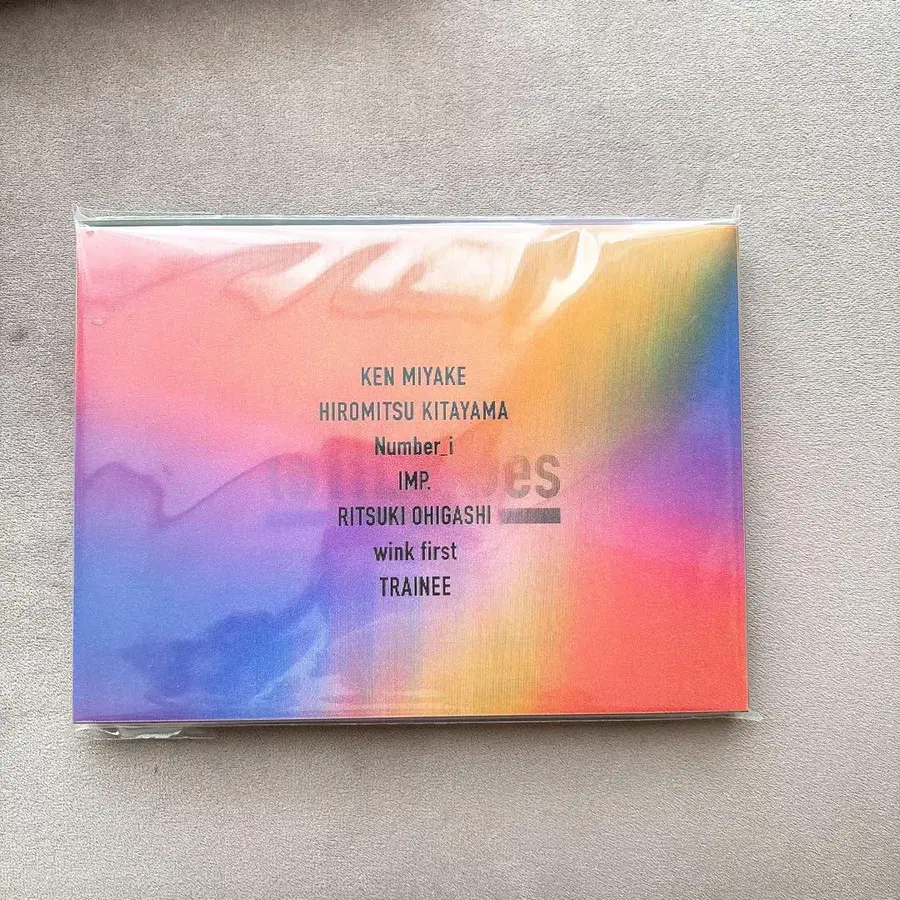 KEN MIYAKE
HIROMITSU KITAYAMA
Number_i
IMP.
RITSUKI OHIGASHI
wink first
TRAINEE